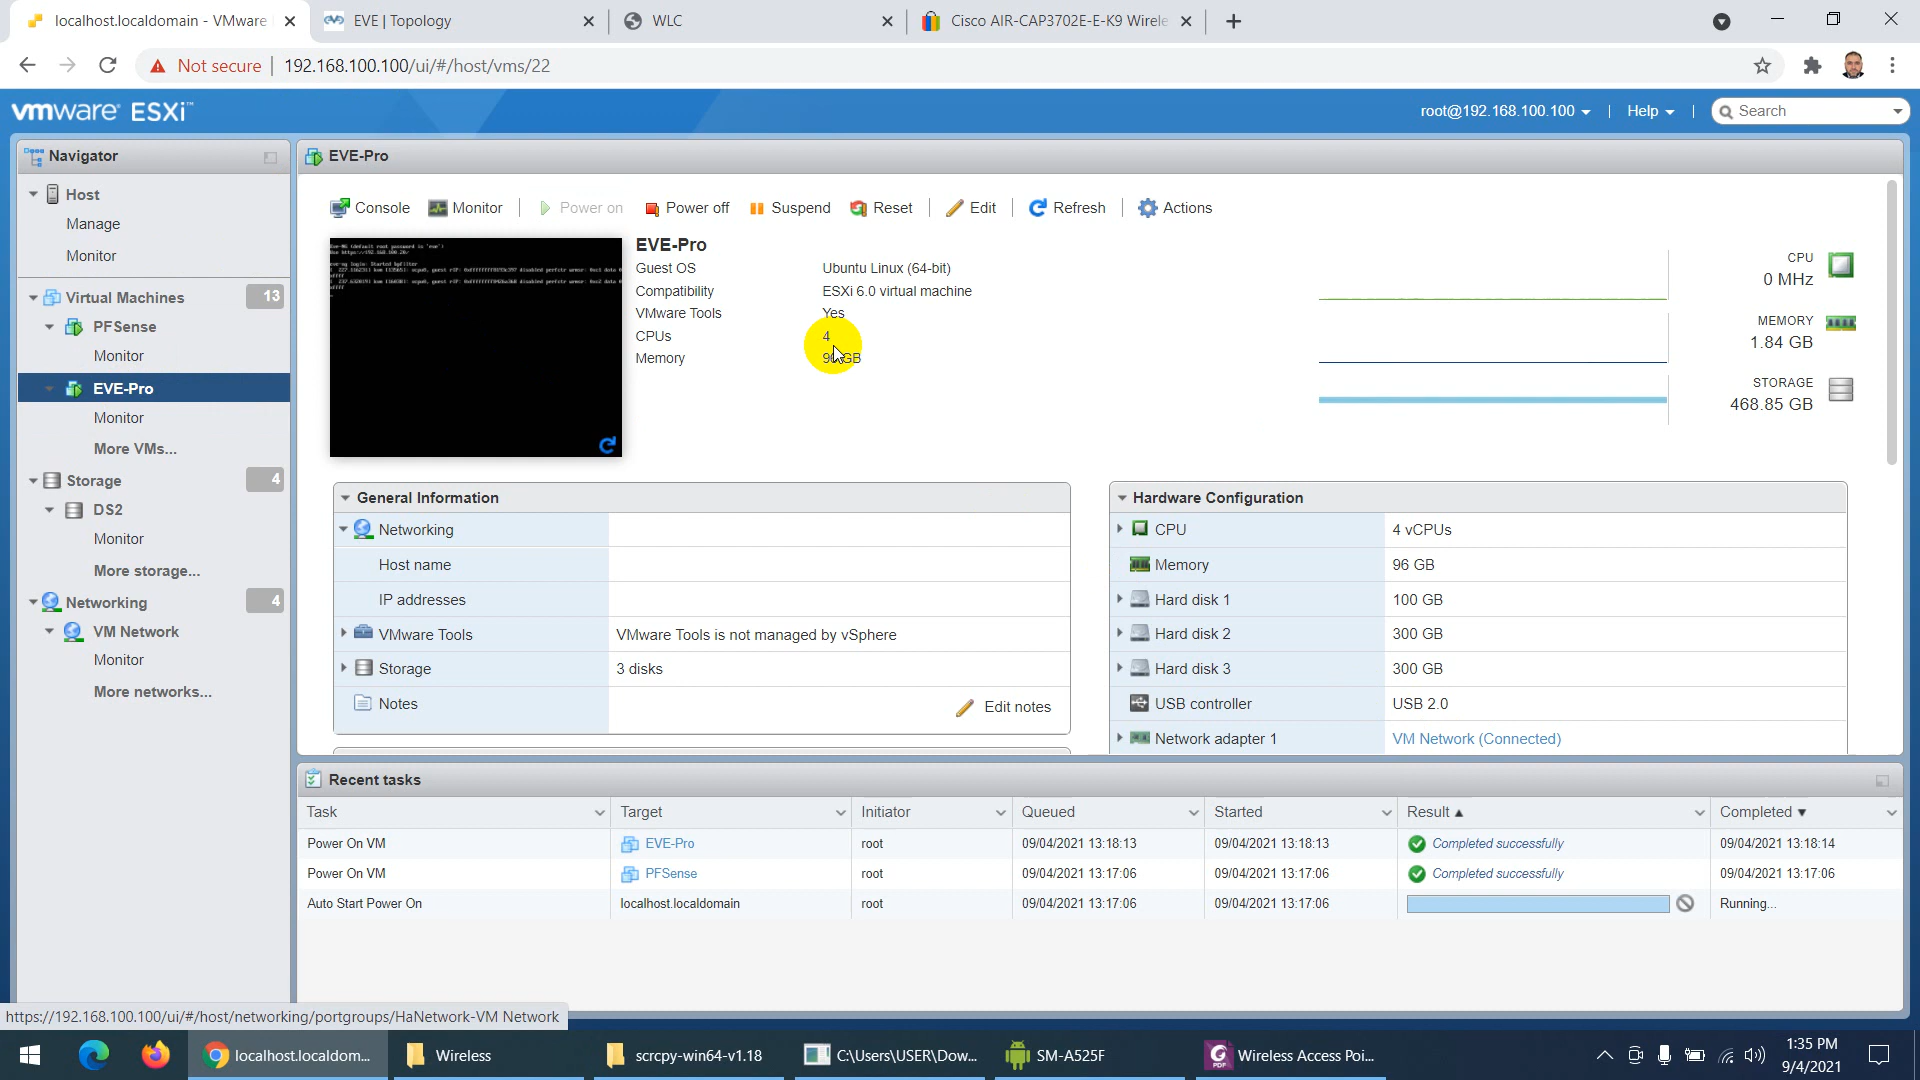 localhost.localdomain - VMware
EVE | Topology
WLC
Cisco AIR-CAP3702E-E-K9 Wirele
Not secure
192.168.100.100/ui/#/host/vms/22
vmware ESXi™
root@192.168.100.100
Help
Search
Navigator
Host
Manage
Monitor
Virtual Machines
13
PFSense
Monitor
EVE-Pro
Monitor
More VMs...
Storage
4
DS2
Monitor
More storage...
Networking
4
VM Network
Monitor
More networks...
EVE-Pro
Console
Monitor
Power on
Power off
Suspend
Reset
Edit
Refresh
Actions
Eve-NG (default root password is 'eve')
EVE-Pro
Guest OS
Ubuntu Linux (64-bit)
Compatibility
ESXi 6.0 virtual machine
VMware Tools
Yes
CPUs
4
Memory
96 GB
CPU
0 MHz
MEMORY
1.84 GB
STORAGE
468.85 GB
General Information
Networking
Host name
IP addresses
VMware Tools
VMware Tools is not managed by vSphere
Storage
3 disks
Notes
Edit notes
Hardware Configuration
CPU
4 vCPUs
Memory
96 GB
Hard disk 1
100 GB
Hard disk 2
300 GB
Hard disk 3
300 GB
USB controller
USB 2.0
Network adapter 1
VM Network (Connected)
Recent tasks
Task
Target
Initiator
Queued
Started
Result ▲
Completed ▼
Power On VM
EVE-Pro
root
09/04/2021 13:18:13
09/04/2021 13:18:13
Completed successfully
09/04/2021 13:18:14
Power On VM
PFSense
root
09/04/2021 13:17:06
09/04/2021 13:17:06
Completed successfully
09/04/2021 13:17:06
Auto Start Power On
localhost.localdomain
root
09/04/2021 13:17:06
09/04/2021 13:17:06
Running...
https://192.168.100.100/ui/#/host/networking/portgroups/HaNetwork-VM Network
localhost.localdom...
Wireless
scrcpy-win64-v1.18
C:\Users\USER\Dow...
SM-A525F
PDF
Wireless Access Poi...
1:35 PM
9/4/2021